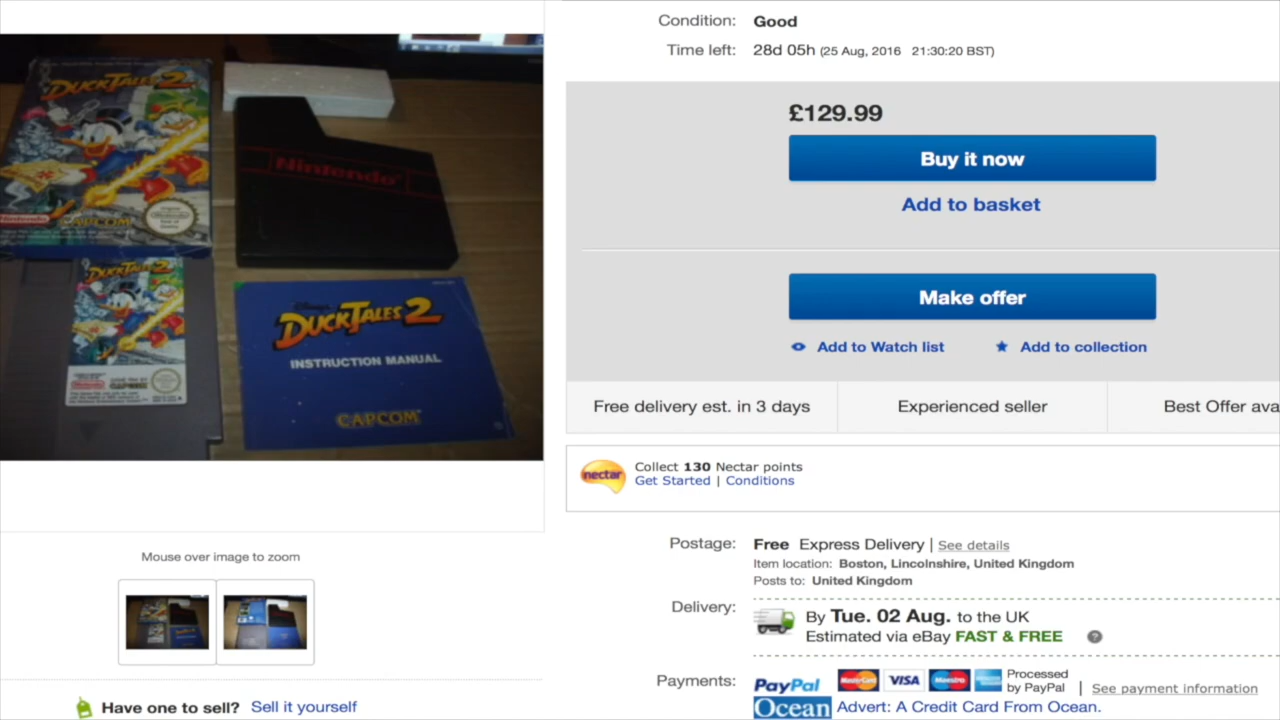 DUCKTALES 2
Nintendo
CAPCOM
Nintendo
DUCKTALES 2
CAPCOM
Disney's
DUCKTALES 2
INSTRUCTION MANUAL
CAPCOM
Mouse over image to zoom
Have one to sell? Sell it yourself
Condition: Good
Time left: 28d 05h (25 Aug, 2016 21:30:20 BST)
£129.99
Buy it now
Add to basket
Make offer
Add to Watch list Add to collection
Free delivery est. in 3 days Experienced seller Best Offer ava
nectar
Collect 130 Nectar points
Get Started | Conditions
Postage: Free Express Delivery | See details
Item location: Boston, Lincolnshire, United Kingdom
Posts to: United Kingdom
Delivery: By Tue. 02 Aug. to the UK
Estimated via eBay FAST & FREE ?
Payments: PayPal MasterCard VISA Maestro Processed
by PayPal | See payment information
Ocean Advert: A Credit Card From Ocean.